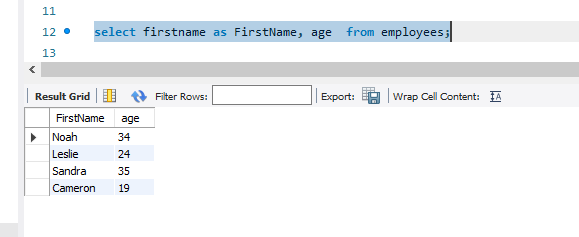 11
12 select firstname as FirstName, age  from employees;
13
Result Grid Filter Rows: Export: Wrap Cell Content: IA
FirstName age
Noah 34
Leslie 24
Sandra 35
Cameron 19